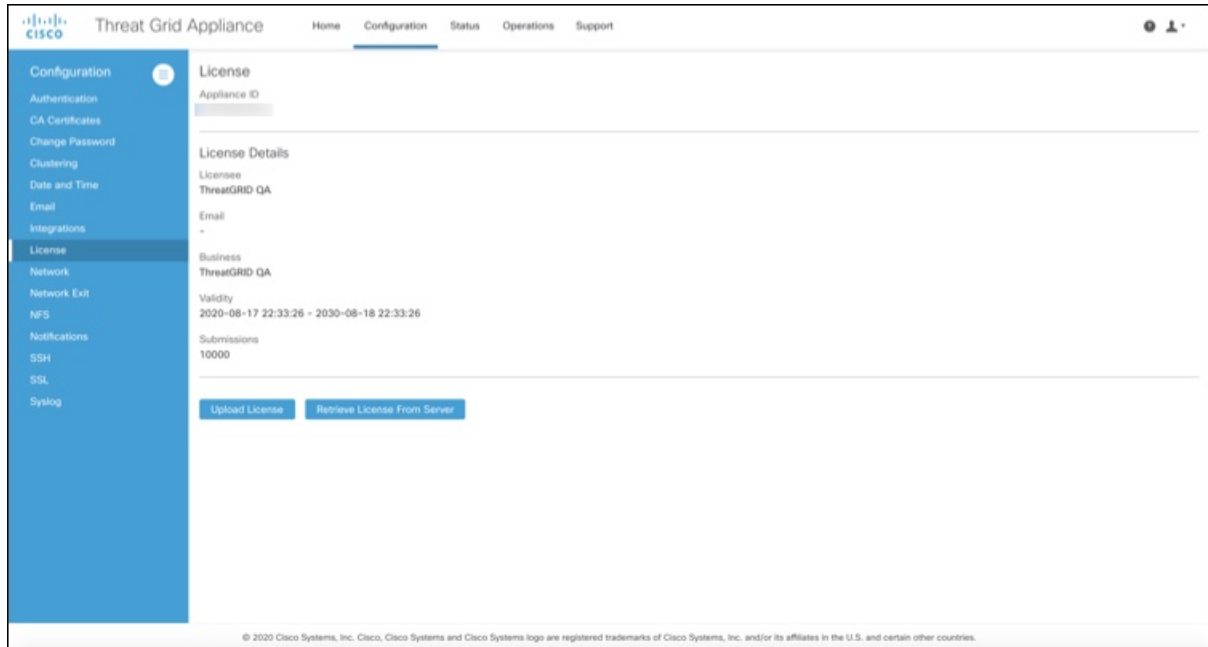 CISCO
Threat Grid Appliance
Home Configuration Status Operations Support
Configuration
Authentication
CA Certificates
Change Password
Clustering
Date and Time
Email
Integrations
License
Network
Network Exit
NFS
Notifications
SSH
SSL
Syslog
License
Appliance ID
License Details
Licensee
ThreatGRID QA
Email
-
Business
ThreatGRID QA
Validity
2020-08-17 22:33:26 - 2030-08-18 22:33:26
Submissions
10000
Upload License Retrieve License From Server
© 2020 Cisco Systems, Inc. Cisco, Cisco Systems and Cisco Systems logo are registered trademarks of Cisco Systems, Inc. and/or its affiliates in the U.S. and certain other countries.